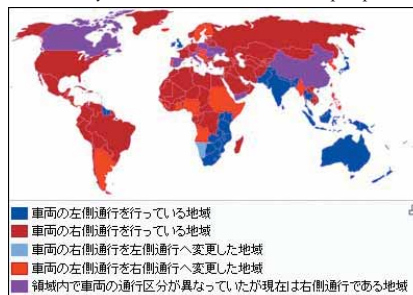 車両の左側通行を行っている地域
車両の右側通行を行っている地域
車両の右側通行を左側通行へ変更した地域
車両の左側通行を右側通行へ変更した地域
領域内で車両の通行区分が異なっていたが現在は右側通行である地域